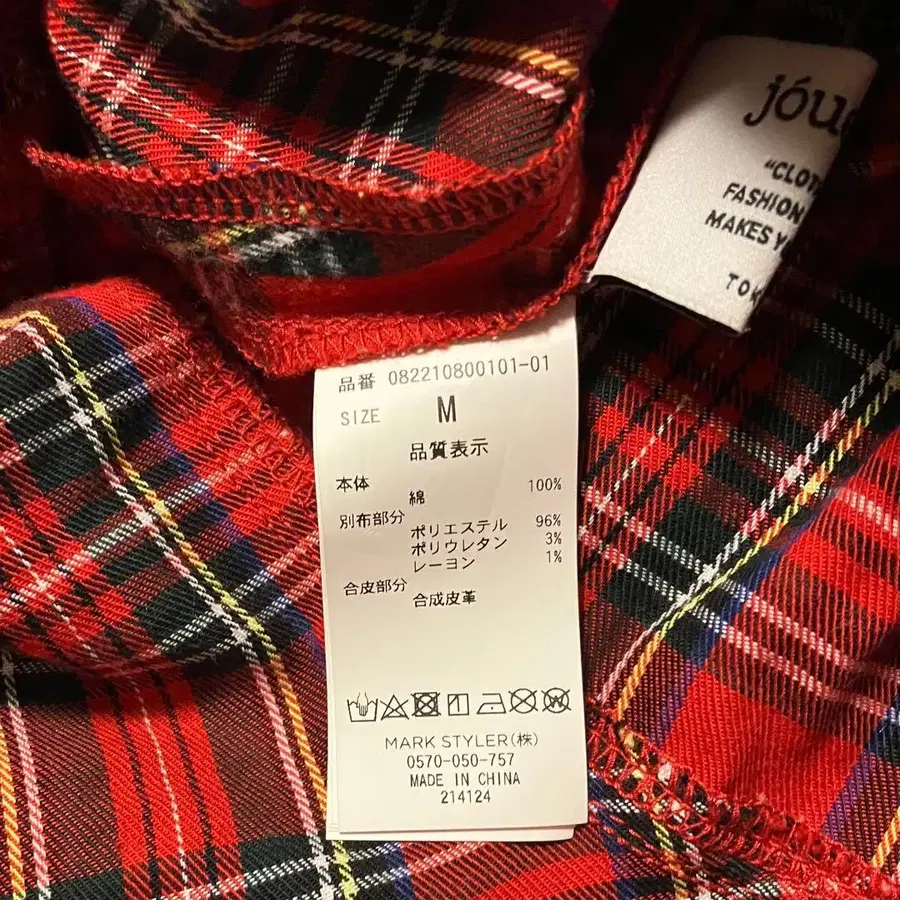 "CLOT
FASHION
MAKES Y
TOK
品番 082210800101-01
SIZE M
品質表示
本体 綿 100%
別布部分 ポリエステル 96%
ポリウレタン 3%
レーヨン 1%
合皮部分 合成皮革
MARK STYLER(株)
0570-050-757
MADE IN CHINA
214124